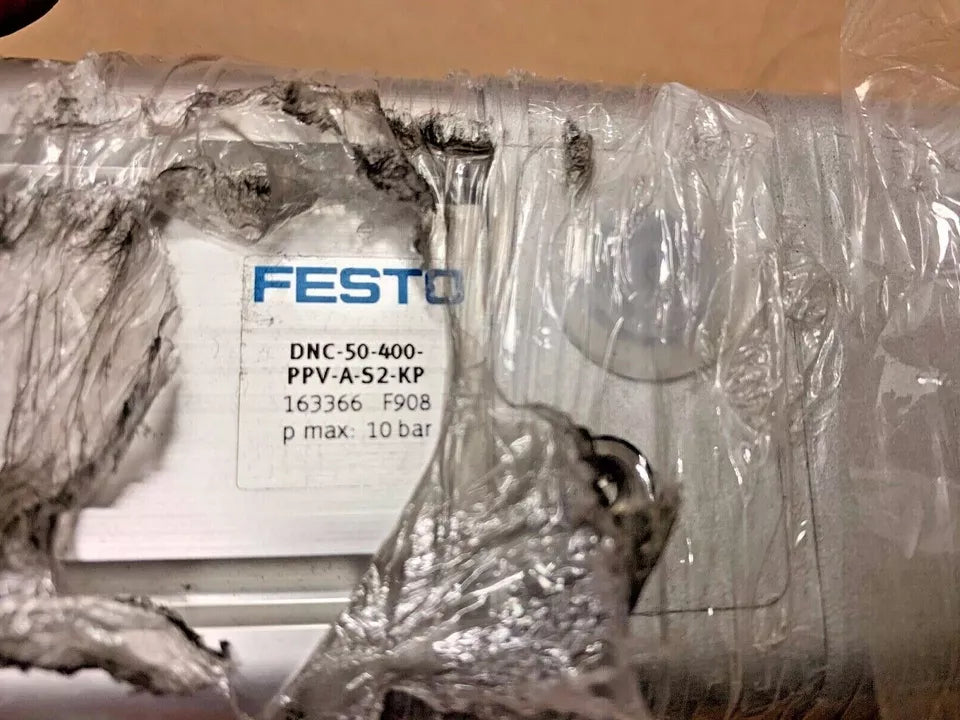 FESTO
DNC-50-400-
PPV-A-S2-KP
163366 F908
p max: 10 bar